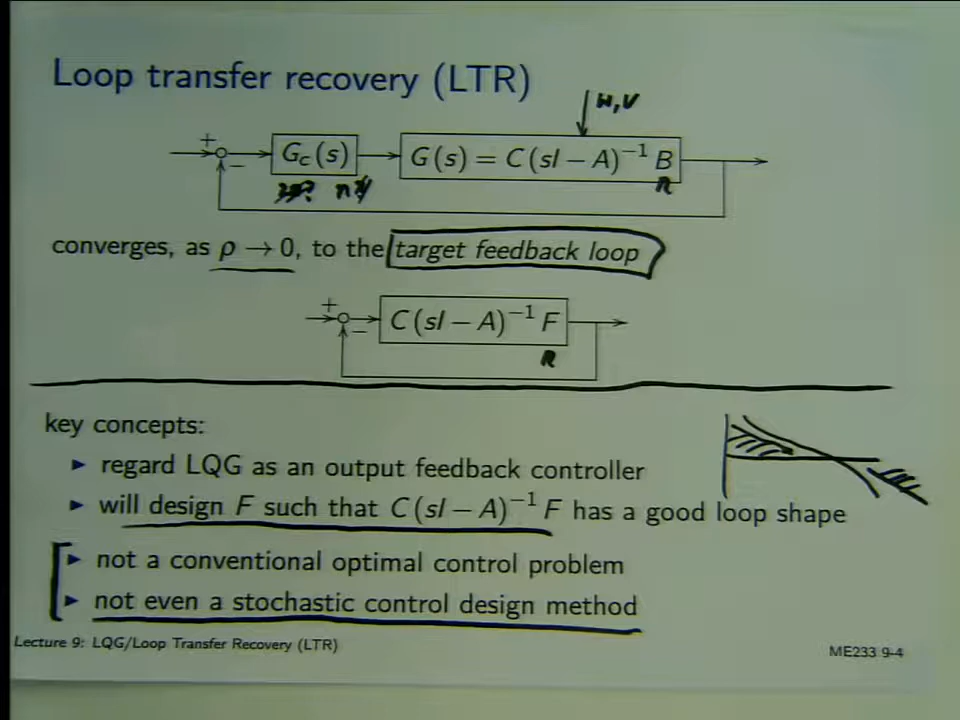 Loop transfer recovery (LTR)
w, v
+
G_c(s)
G(s) = C(sI − A)^{−1} B
−
converges, as ρ → 0, to the target feedback loop
+
C(sI − A)^{−1} F
−
key concepts:
▶ regard LQG as an output feedback controller
▶ will design F such that C(sI − A)^{−1} F has a good loop shape
▶ not a conventional optimal control problem
▶ not even a stochastic control design method
Lecture 9: LQG/Loop Transfer Recovery (LTR)
ME233 9-4